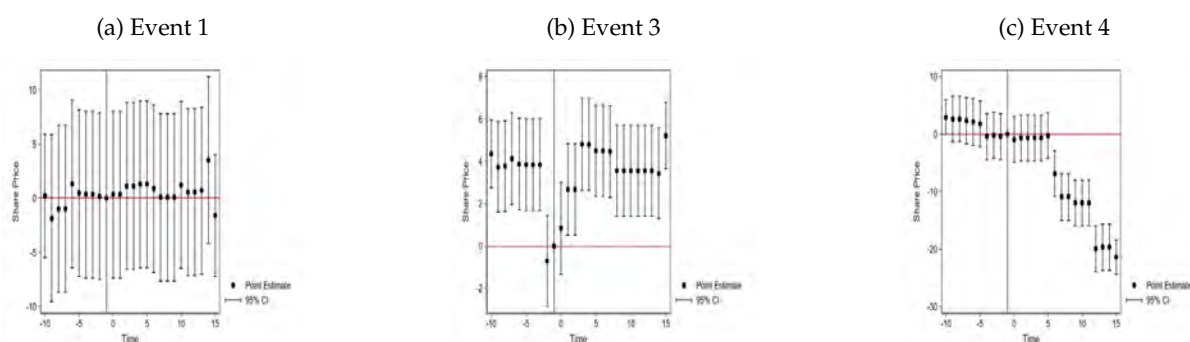 (a) Event 1
10
5
0
-5
-10
Share Price
-10 -5 0 5 10 15
Time
Point Estimate
95% CI
(b) Event 3
8
6
4
2
0
-2
Share Price
-10 -5 0 5 10 15
Time
Point Estimate
95% CI
(c) Event 4
10
0
-10
-20
-30
Share Price
-10 -5 0 5 10 15
Time
Point Estimate
95% CI